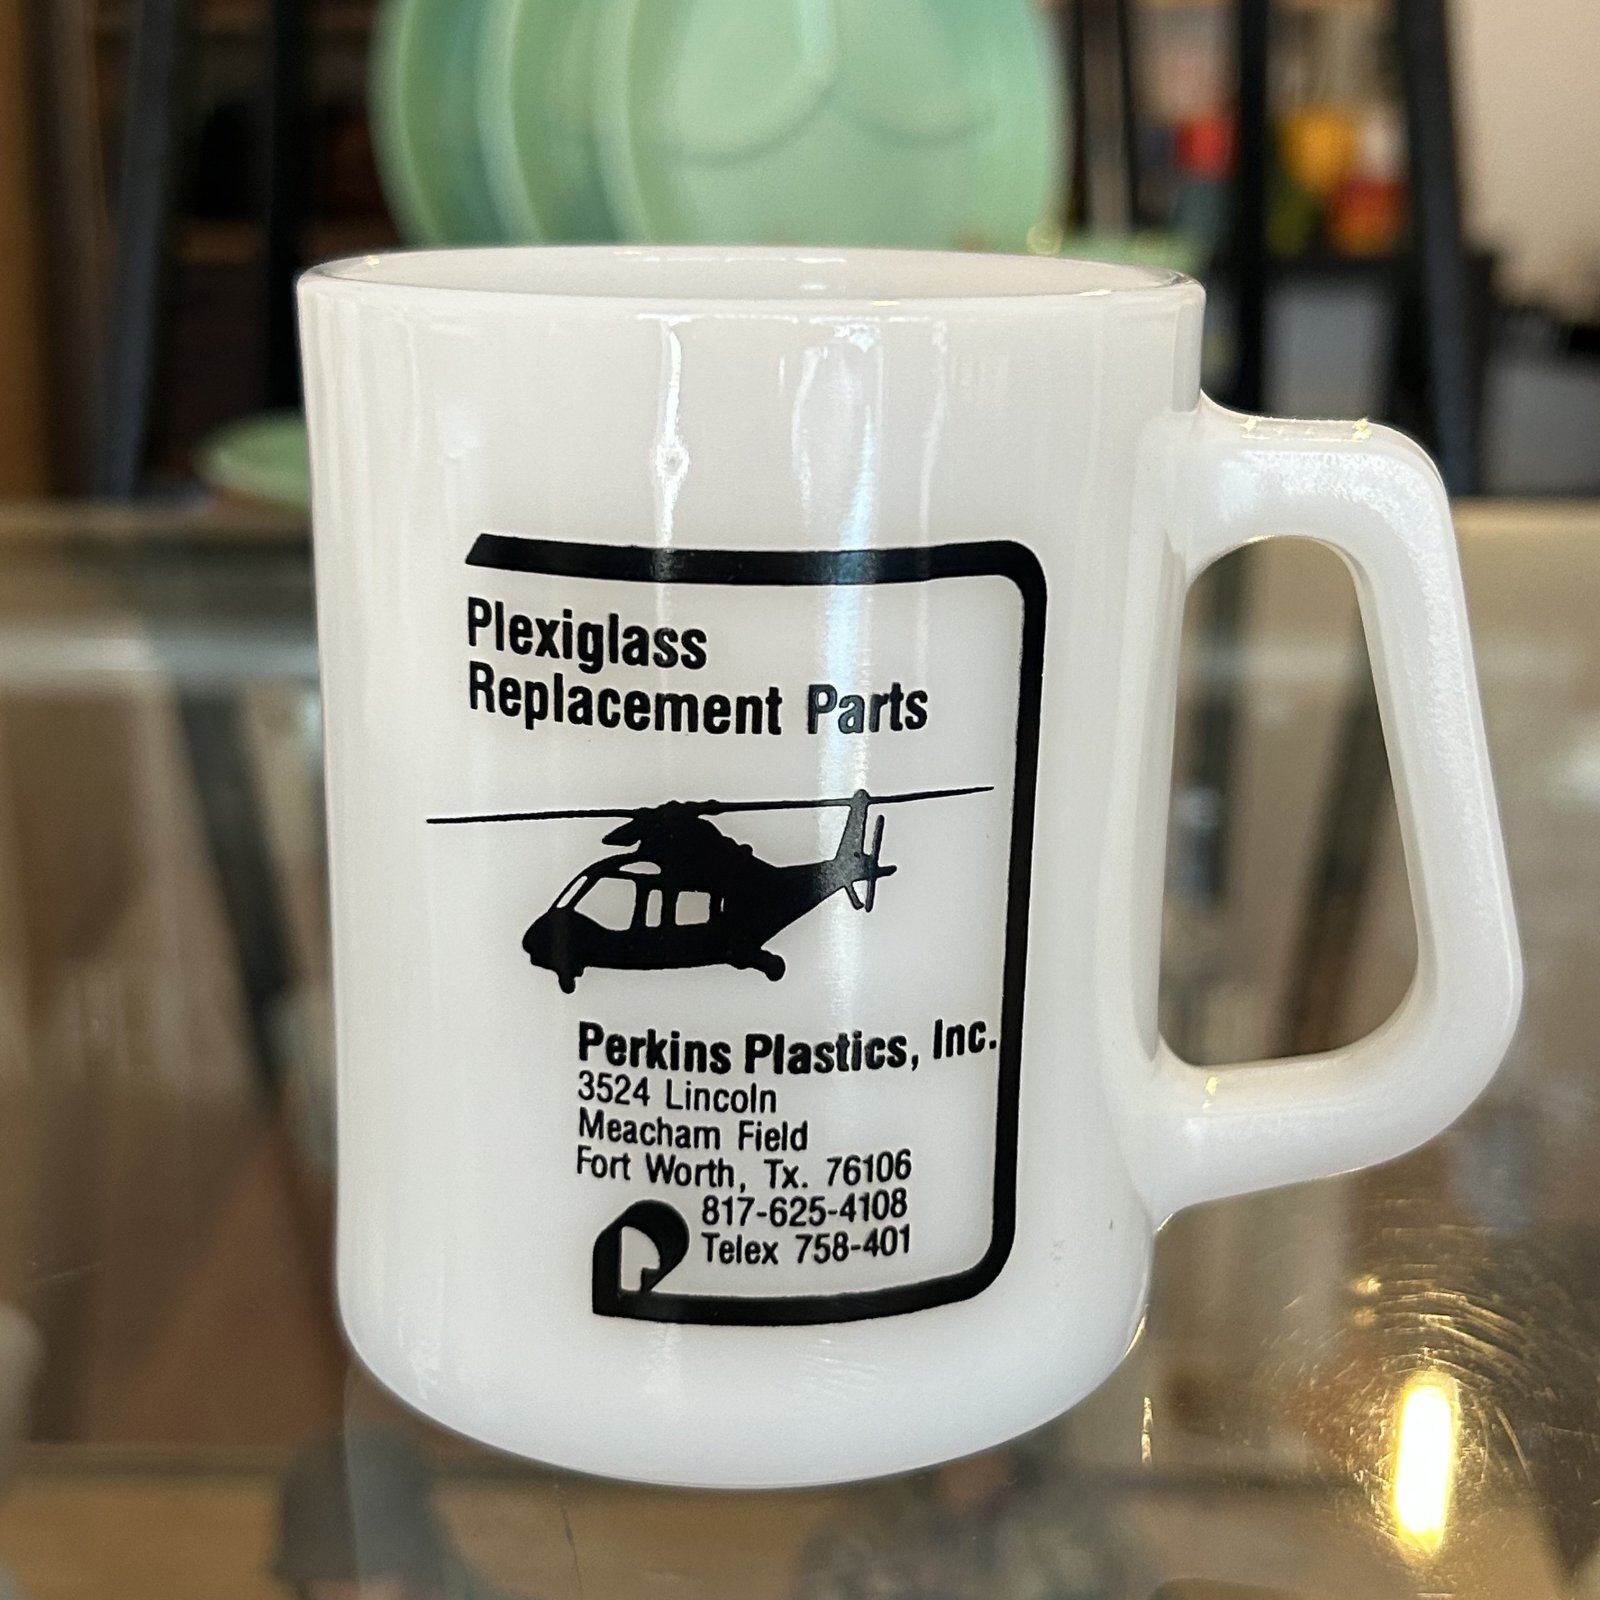 Plexiglass
Replacement Parts
Perkins Plastics, Inc.
3524 Lincoln
Meacham Field
Fort Worth, Tx. 76106
817-625-4108
Telex 758-401